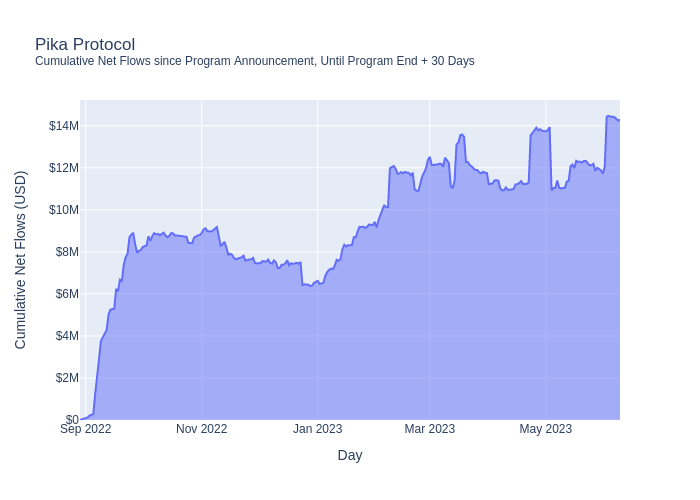 Pika Protocol
Cumulative Net Flows since Program Announcement, Until Program End + 30 Days
Cumulative Net Flows (USD)
$14M
$12M
$10M
$8M
$6M
$4M
$2M
$0
Sep 2022 Nov 2022 Jan 2023 Mar 2023 May 2023
Day